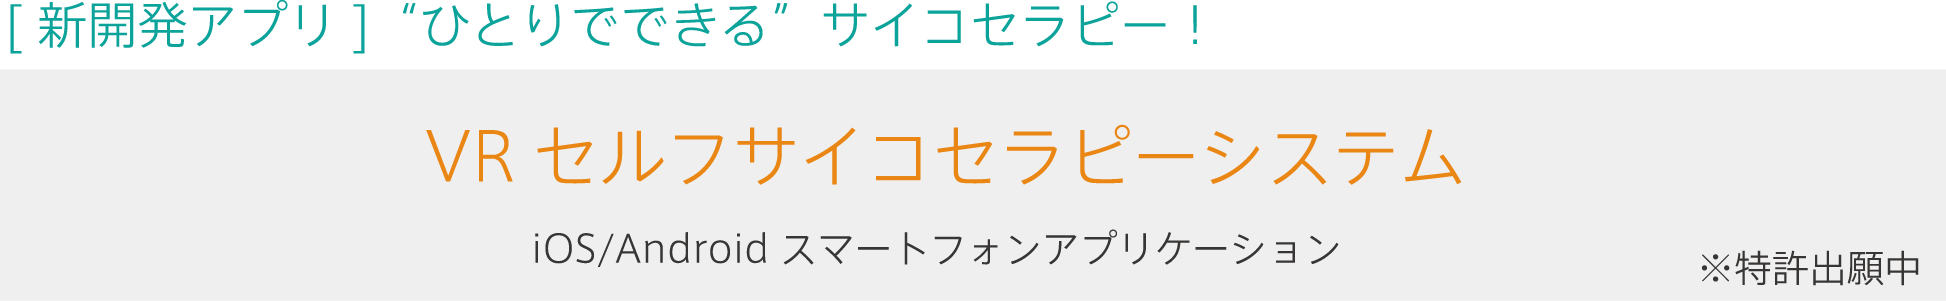 [ 新開発アプリ ]“ひとりでできる”サイコセラピー！
VR セルフサイコセラピーシステム
iOS/Android スマートフォンアプリケーション
※特許出願中